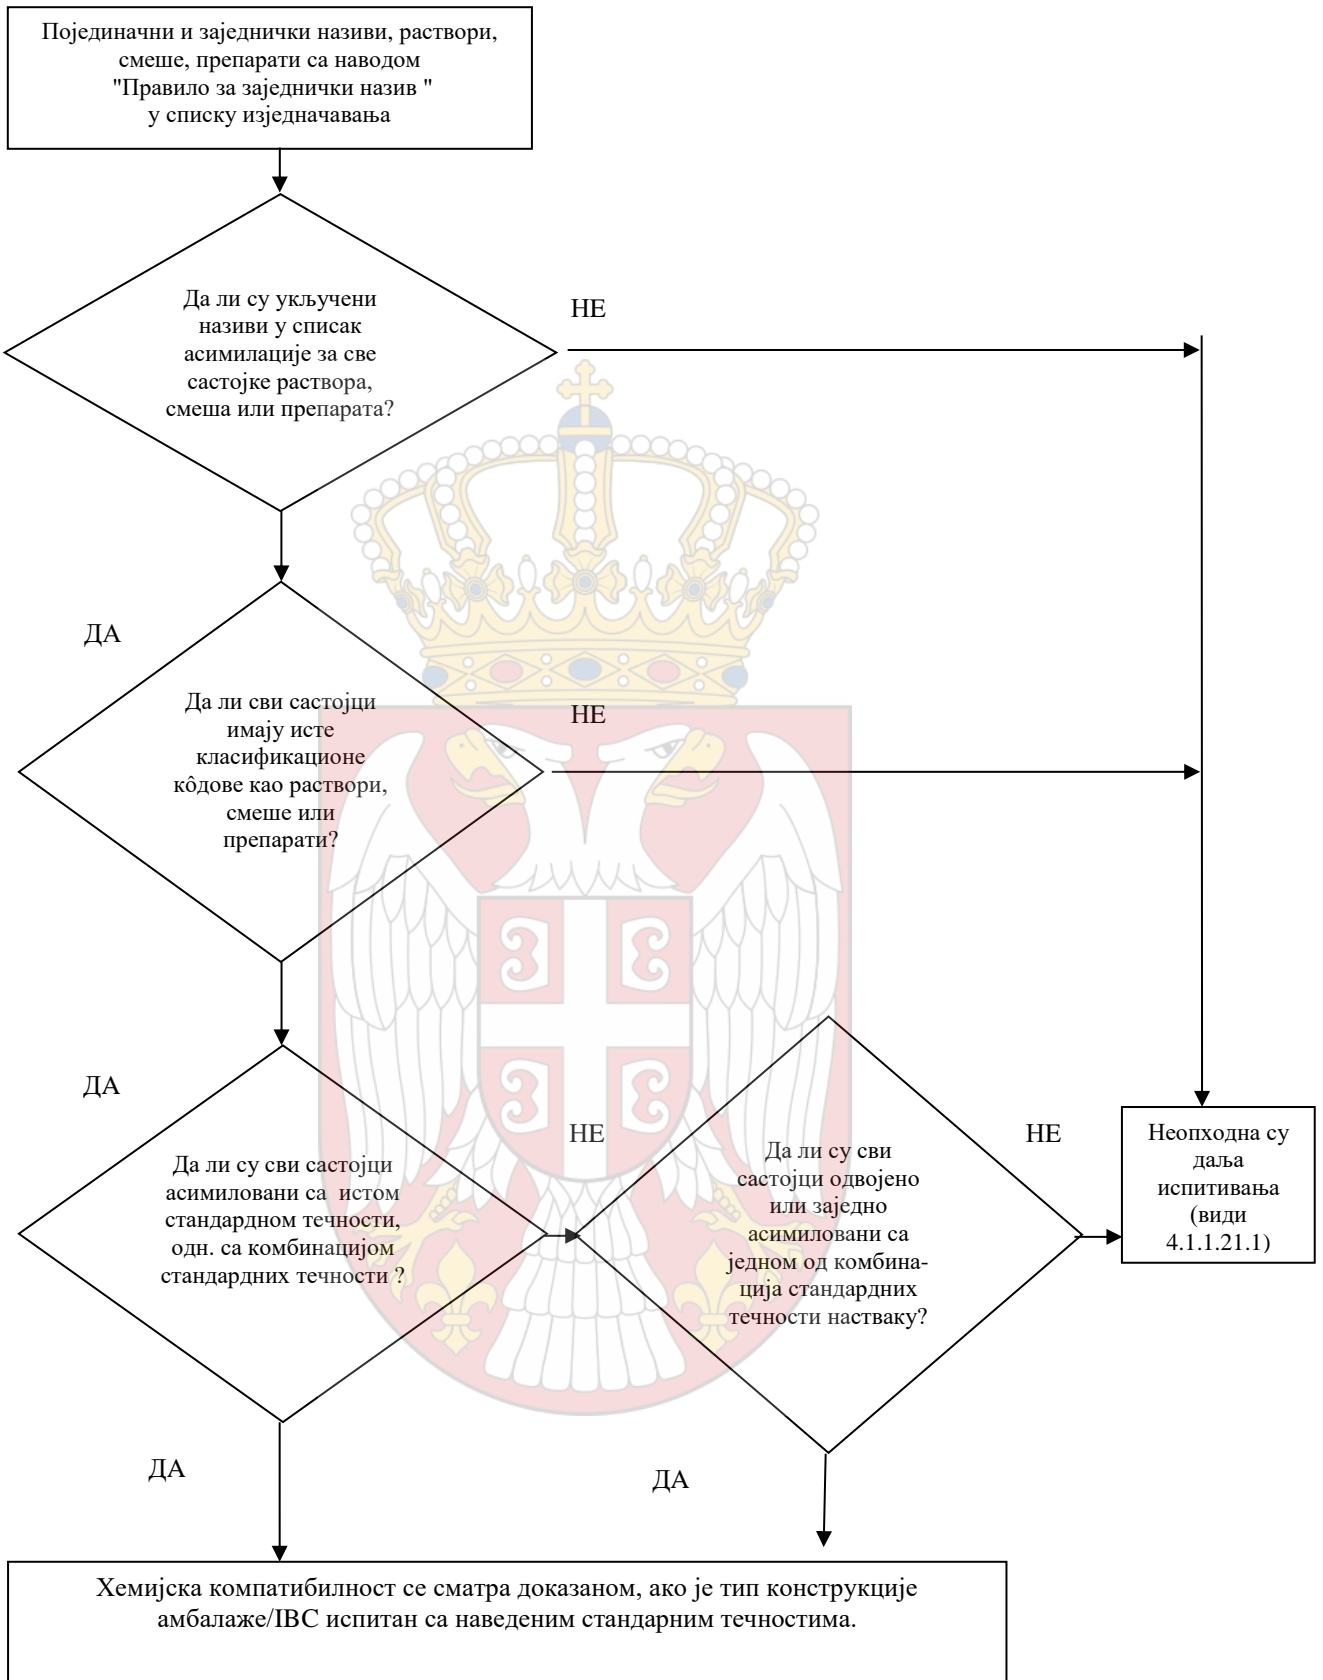 Појединачни и заједнички називи, раствори,
смеше, препарати са наводом
"Правило за заједнички назив "
у списку изједначавања
Да ли су укључени
називи у списак
асимилације за све
састојке раствора,
смеша или препарата?
НЕ
ДА
Да ли сви састојци
имају исте
класификационе
кôдове као раствори,
смеше или
препарати?
НЕ
ДА
Да ли су сви састојци
асимиловани са  истом
стандардном течности,
одн. са комбинацијом
стандардних течности ?
НЕ
Да ли су сви
састојци одвојено
или заједно
асимиловани са
једном од комбина-
ција стандардних
течности настваку?
НЕ
Неопходна су
даља
испитивања
(види
4.1.1.21.1)
ДА
ДА
Хемијска компатибилност се сматра доказаном, ако је тип конструкције
амбалаже/IBC испитан са наведеним стандарним течностима.